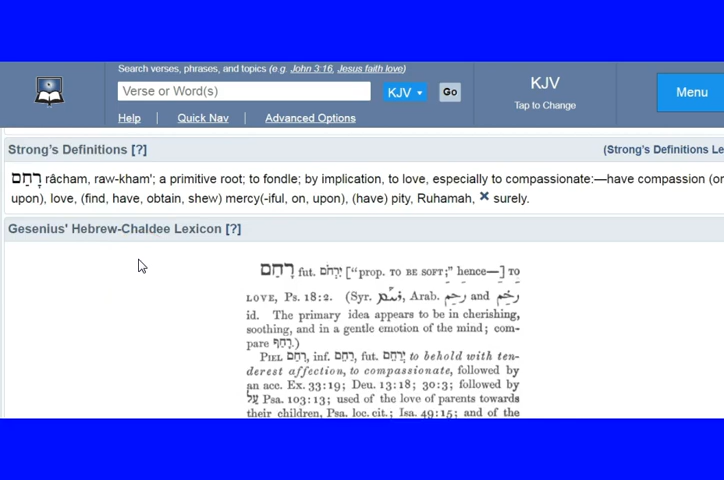 Search verses, phrases, and topics (e.g. John 3:16, Jesus faith love)
KJV
Verse or Word(s)
KJV
Go
Menu
Tap to Change
Help
Quick Nav
Advanced Options
Strong's Definitions [?]
(Strong's Definitions Le
רָחַם râcham, raw-kham'; a primitive root; to fondle; by implication, to love, especially to compassionate:—have compassion (on
upon), love, (find, have, obtain, shew) mercy(-iful, on, upon), (have) pity, Ruhamah, × surely.
Gesenius' Hebrew-Chaldee Lexicon [?]
רָחַם fut. יִרְחֹם ["prop. TO BE SOFT;" hence—] TO
LOVE, Ps. 18:2. (Syr. Arab. رحم and رخم
id. The primary idea appears to be in cherishing,
soothing, and in a gentle emotion of the mind; com-
pare רָחַף.)
PIEL רִחַם, inf. רַחֵם, fut. יְרַחֵם to behold with ten-
derest affection, to compassionate, followed by
an acc. Ex. 33:19; Deu. 13:18; 30:3; followed by
עַל Psa. 103:13; used of the love of parents towards
their children, Psa. loc. cit.; Isa. 49:15; and of the